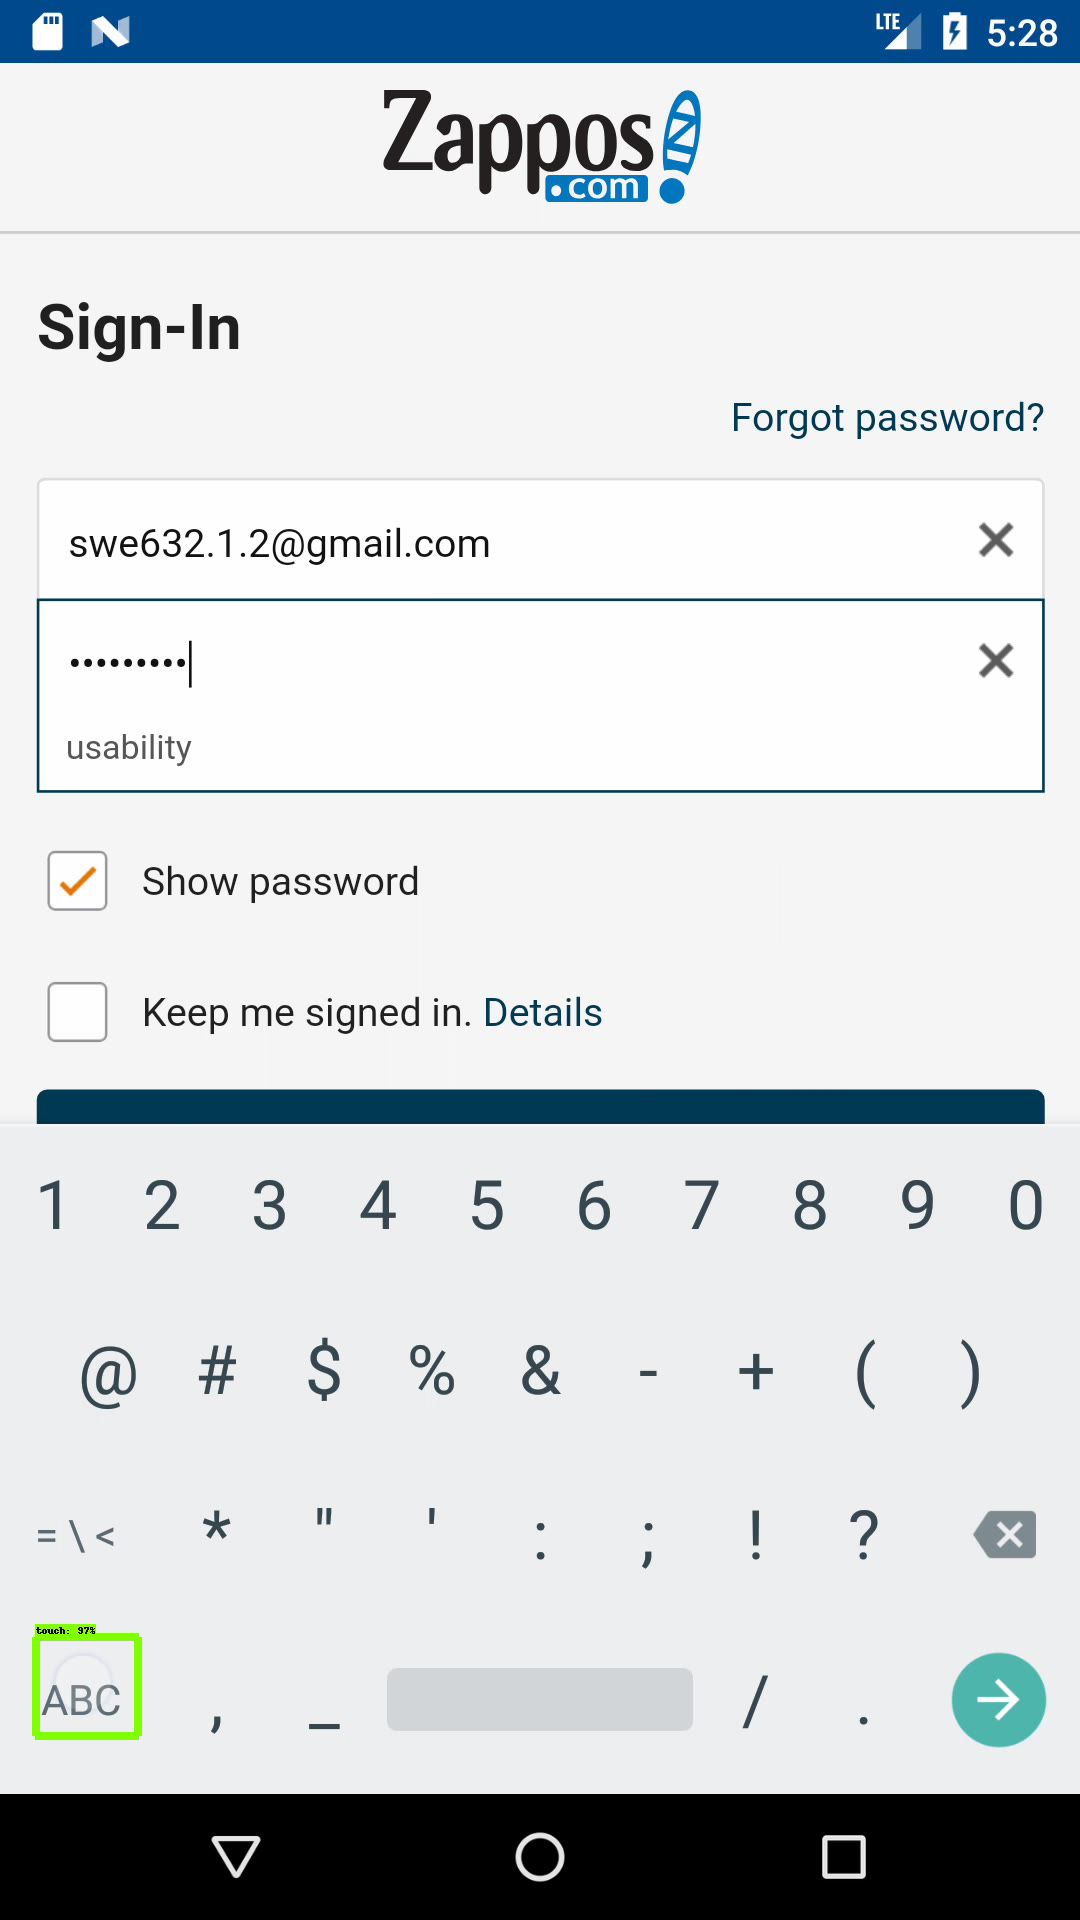 LTE 5:28
Zappos
.com
Sign-In
Forgot password?
swe632.1.2@gmail.com
•••••••••
usability
Show password
Keep me signed in. Details
1 2 3 4 5 6 7 8 9 0
@ # $ % & - + ( )
= \ < * " ' : ; ! ?
touch: 97%
ABC , _ / .